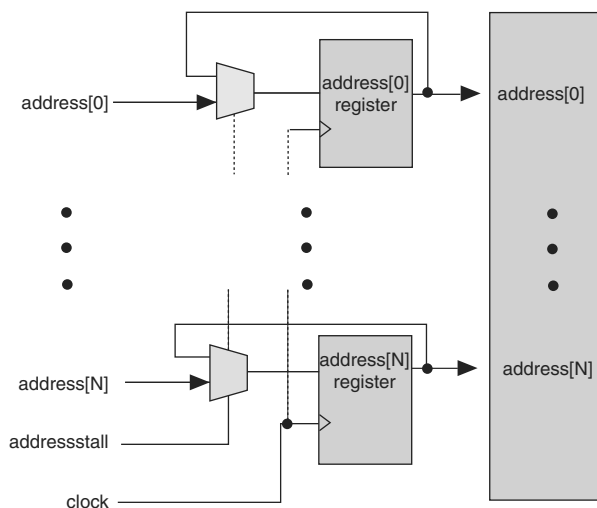 address[0]
address[0]
register
address[0]
address[N]
address[N]
register
address[N]
addressstall
clock